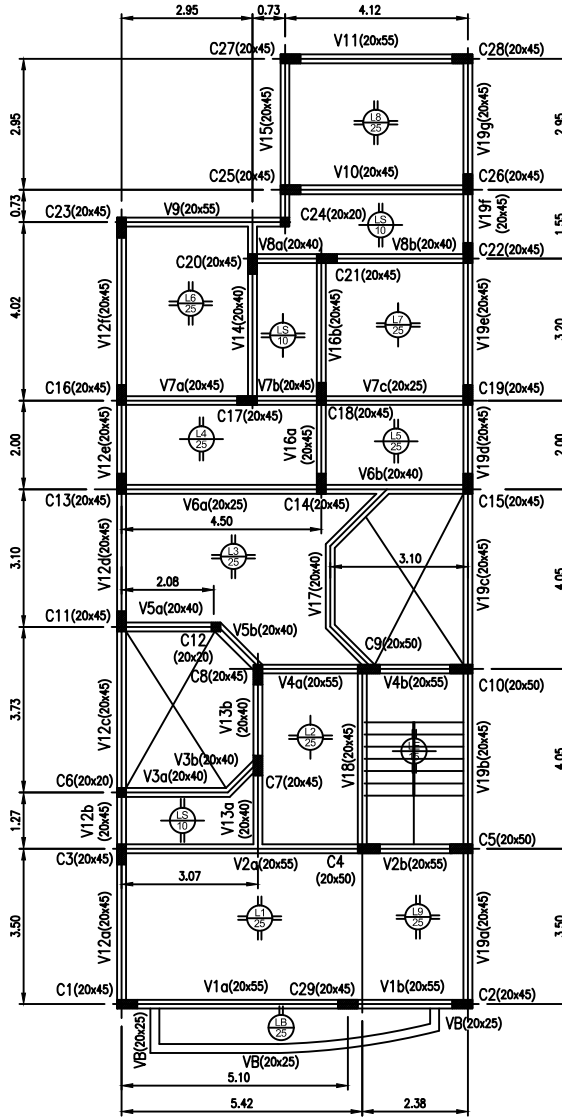 2.95 0.73 4.12
V11(20x55)
C27(20x45) C28(20x45)
2.95 V15(20x45) L8 25 V19g(20x45) 2.95
C25(20x45) V10(20x45) C26(20x45)
0.73 C23(20x45) V9(20x55) C24(20x20) LS 10 V19f (20x45) 1.55
V8a(20x40) V8b(20x40) C22(20x45)
C20(20x45) C21(20x45)
4.02 V12f(20x45) L6 25 V14(20x40) LS 10 V16b(20x40) L7 25 V19e(20x45) 3.20
C16(20x45) V7a(20x45) V7b(20x45) V7c(20x25) C19(20x45)
C17(20x45) C18(20x45)
2.00 V12e(20x45) L4 25 V16a (20x45) L5 25 V19d(20x45) 2.00
V6b(20x40)
C13(20x45) V6a(20x25) C14(20x45) C15(20x45)
4.50
3.10 V12d(20x45) L3 25 V17(20x40) 3.10 V19c(20x45) 4.05
2.08
C11(20x45) V5a(20x40) V5b(20x40)
C12 (20x20) C9(20x50)
C8(20x45) V4a(20x55) V4b(20x55) C10(20x50)
3.73 V12c(20x45) V13b (20x40) L2 25 V18(20x45) V19b(20x45) 4.05
V3b(20x40)
C6(20x20) V3a(20x40) C7(20x45)
1.27 V12b (20x45) LS 10 V13a (20x40)
C3(20x45) V2a(20x55) C4 (20x50) V2b(20x55) C5(20x50)
3.07
3.50 V12a(20x45) L1 25 L9 25 V19a(20x45) 3.50
C1(20x45) V1a(20x55) C29(20x45) V1b(20x55) C2(20x45)
VB(20x25) LB 25 VB(20x25)
VB(20x25)
5.10
5.42 2.38